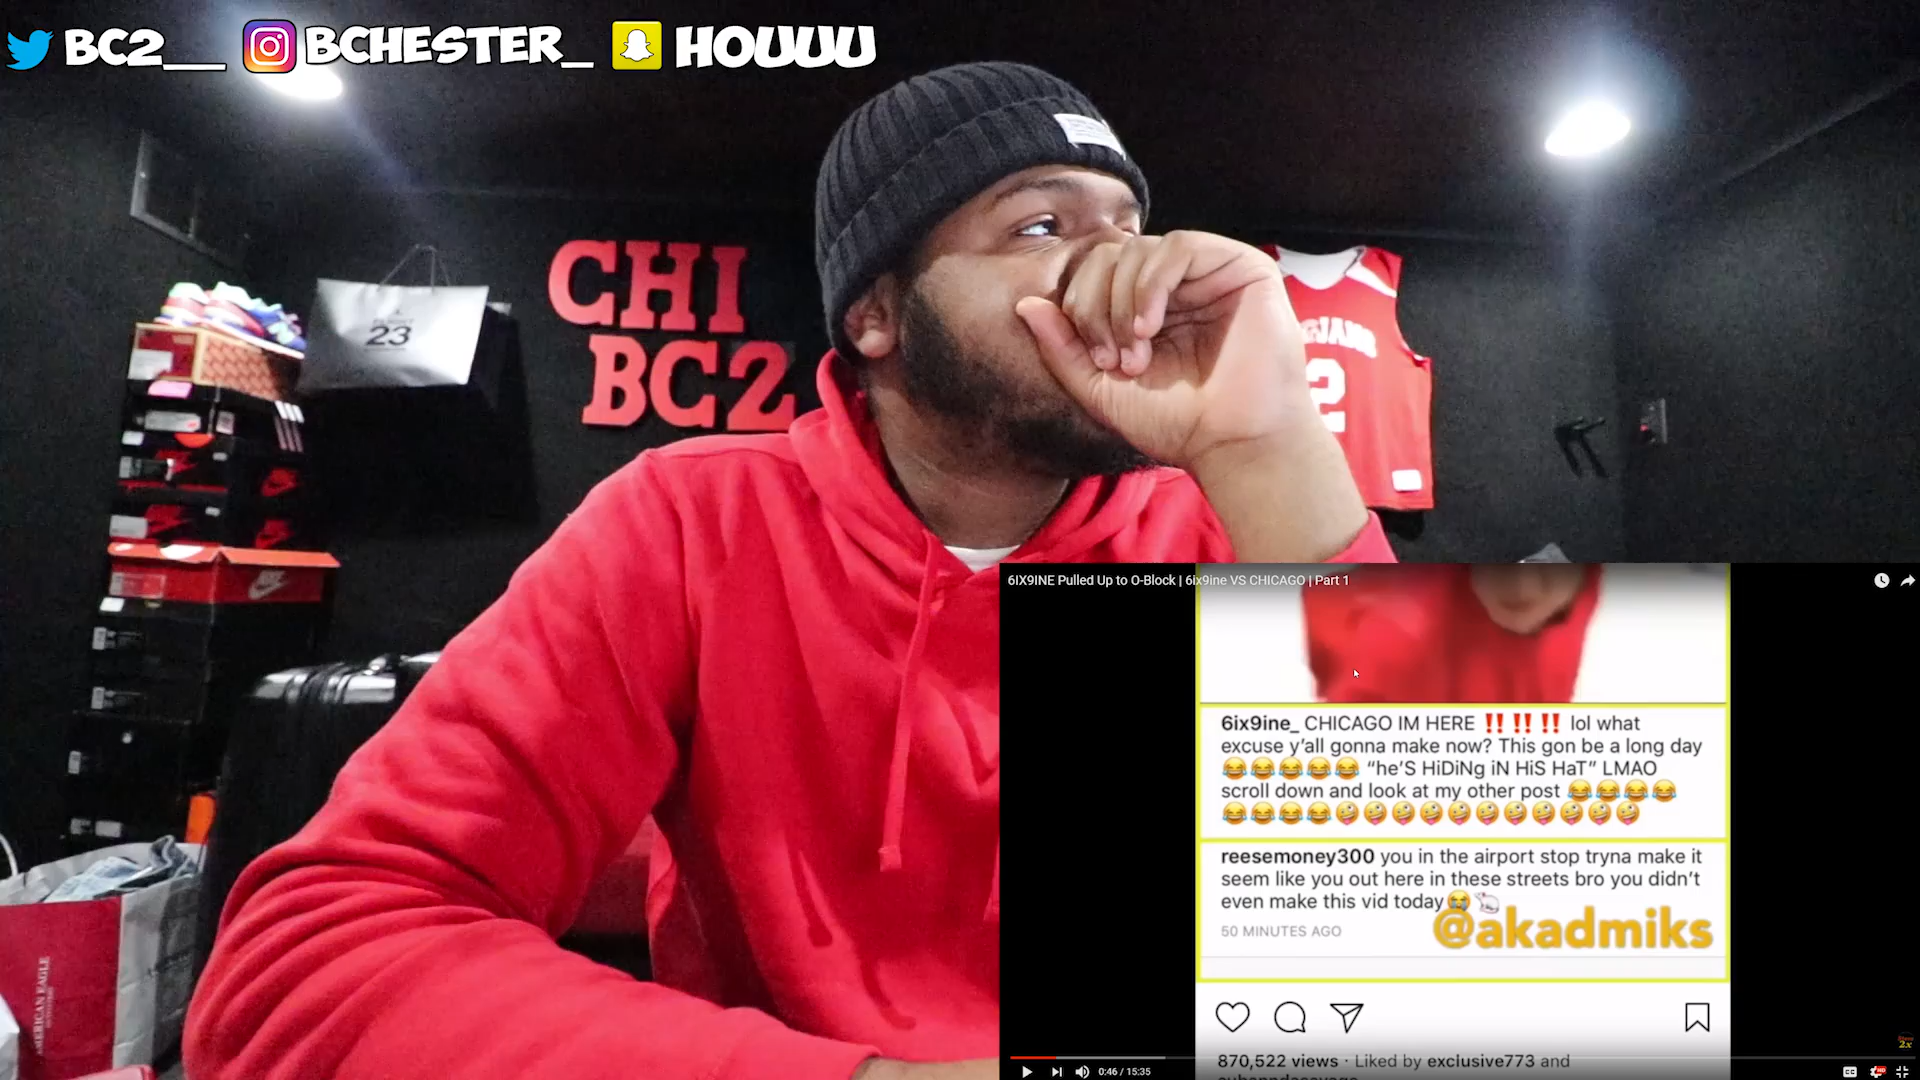 BC2__ BCHESTER_ HOUUU
CHI
BC2
23
2
AMERICAN EAGLE
6IX9INE Pulled Up to O-Block | 6ix9ine VS CHICAGO | Part 1
6ix9ine_ CHICAGO IM HERE ‼️ ‼️ ‼️ lol what
excuse y'all gonna make now? This gon be a long day
😂😂😂😂😂 “he'S HiDiNg iN HiS HaT” LMAO
scroll down and look at my other post 😂😂😂😂
😂😂😂😂🤪🤪🤪🤪🤪🤪🤪🤪🤪🤪🤪
reesemoney300 you in the airport stop tryna make it
seem like you out here in these streets bro you didn't
even make this vid today😭🐁
50 MINUTES AGO
@akadmiks
870,522 views · Liked by exclusive773 and
2x
0:46 / 15:35